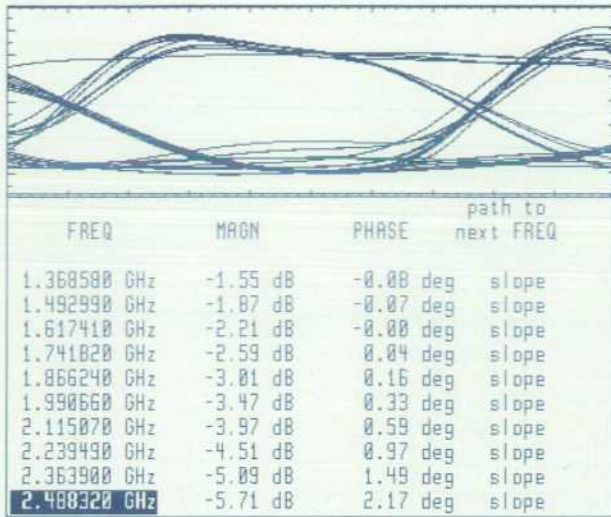 path to
FREQ MAGN PHASE next FREQ
1.368580 GHz -1.55 dB -0.08 deg slope
1.492990 GHz -1.87 dB -0.07 deg slope
1.617410 GHz -2.21 dB -0.00 deg slope
1.741820 GHz -2.59 dB 0.04 deg slope
1.866240 GHz -3.01 dB 0.16 deg slope
1.990660 GHz -3.47 dB 0.33 deg slope
2.115070 GHz -3.97 dB 0.59 deg slope
2.239490 GHz -4.51 dB 0.97 deg slope
2.363900 GHz -5.09 dB 1.49 deg slope
2.488320 GHz -5.71 dB 2.17 deg slope